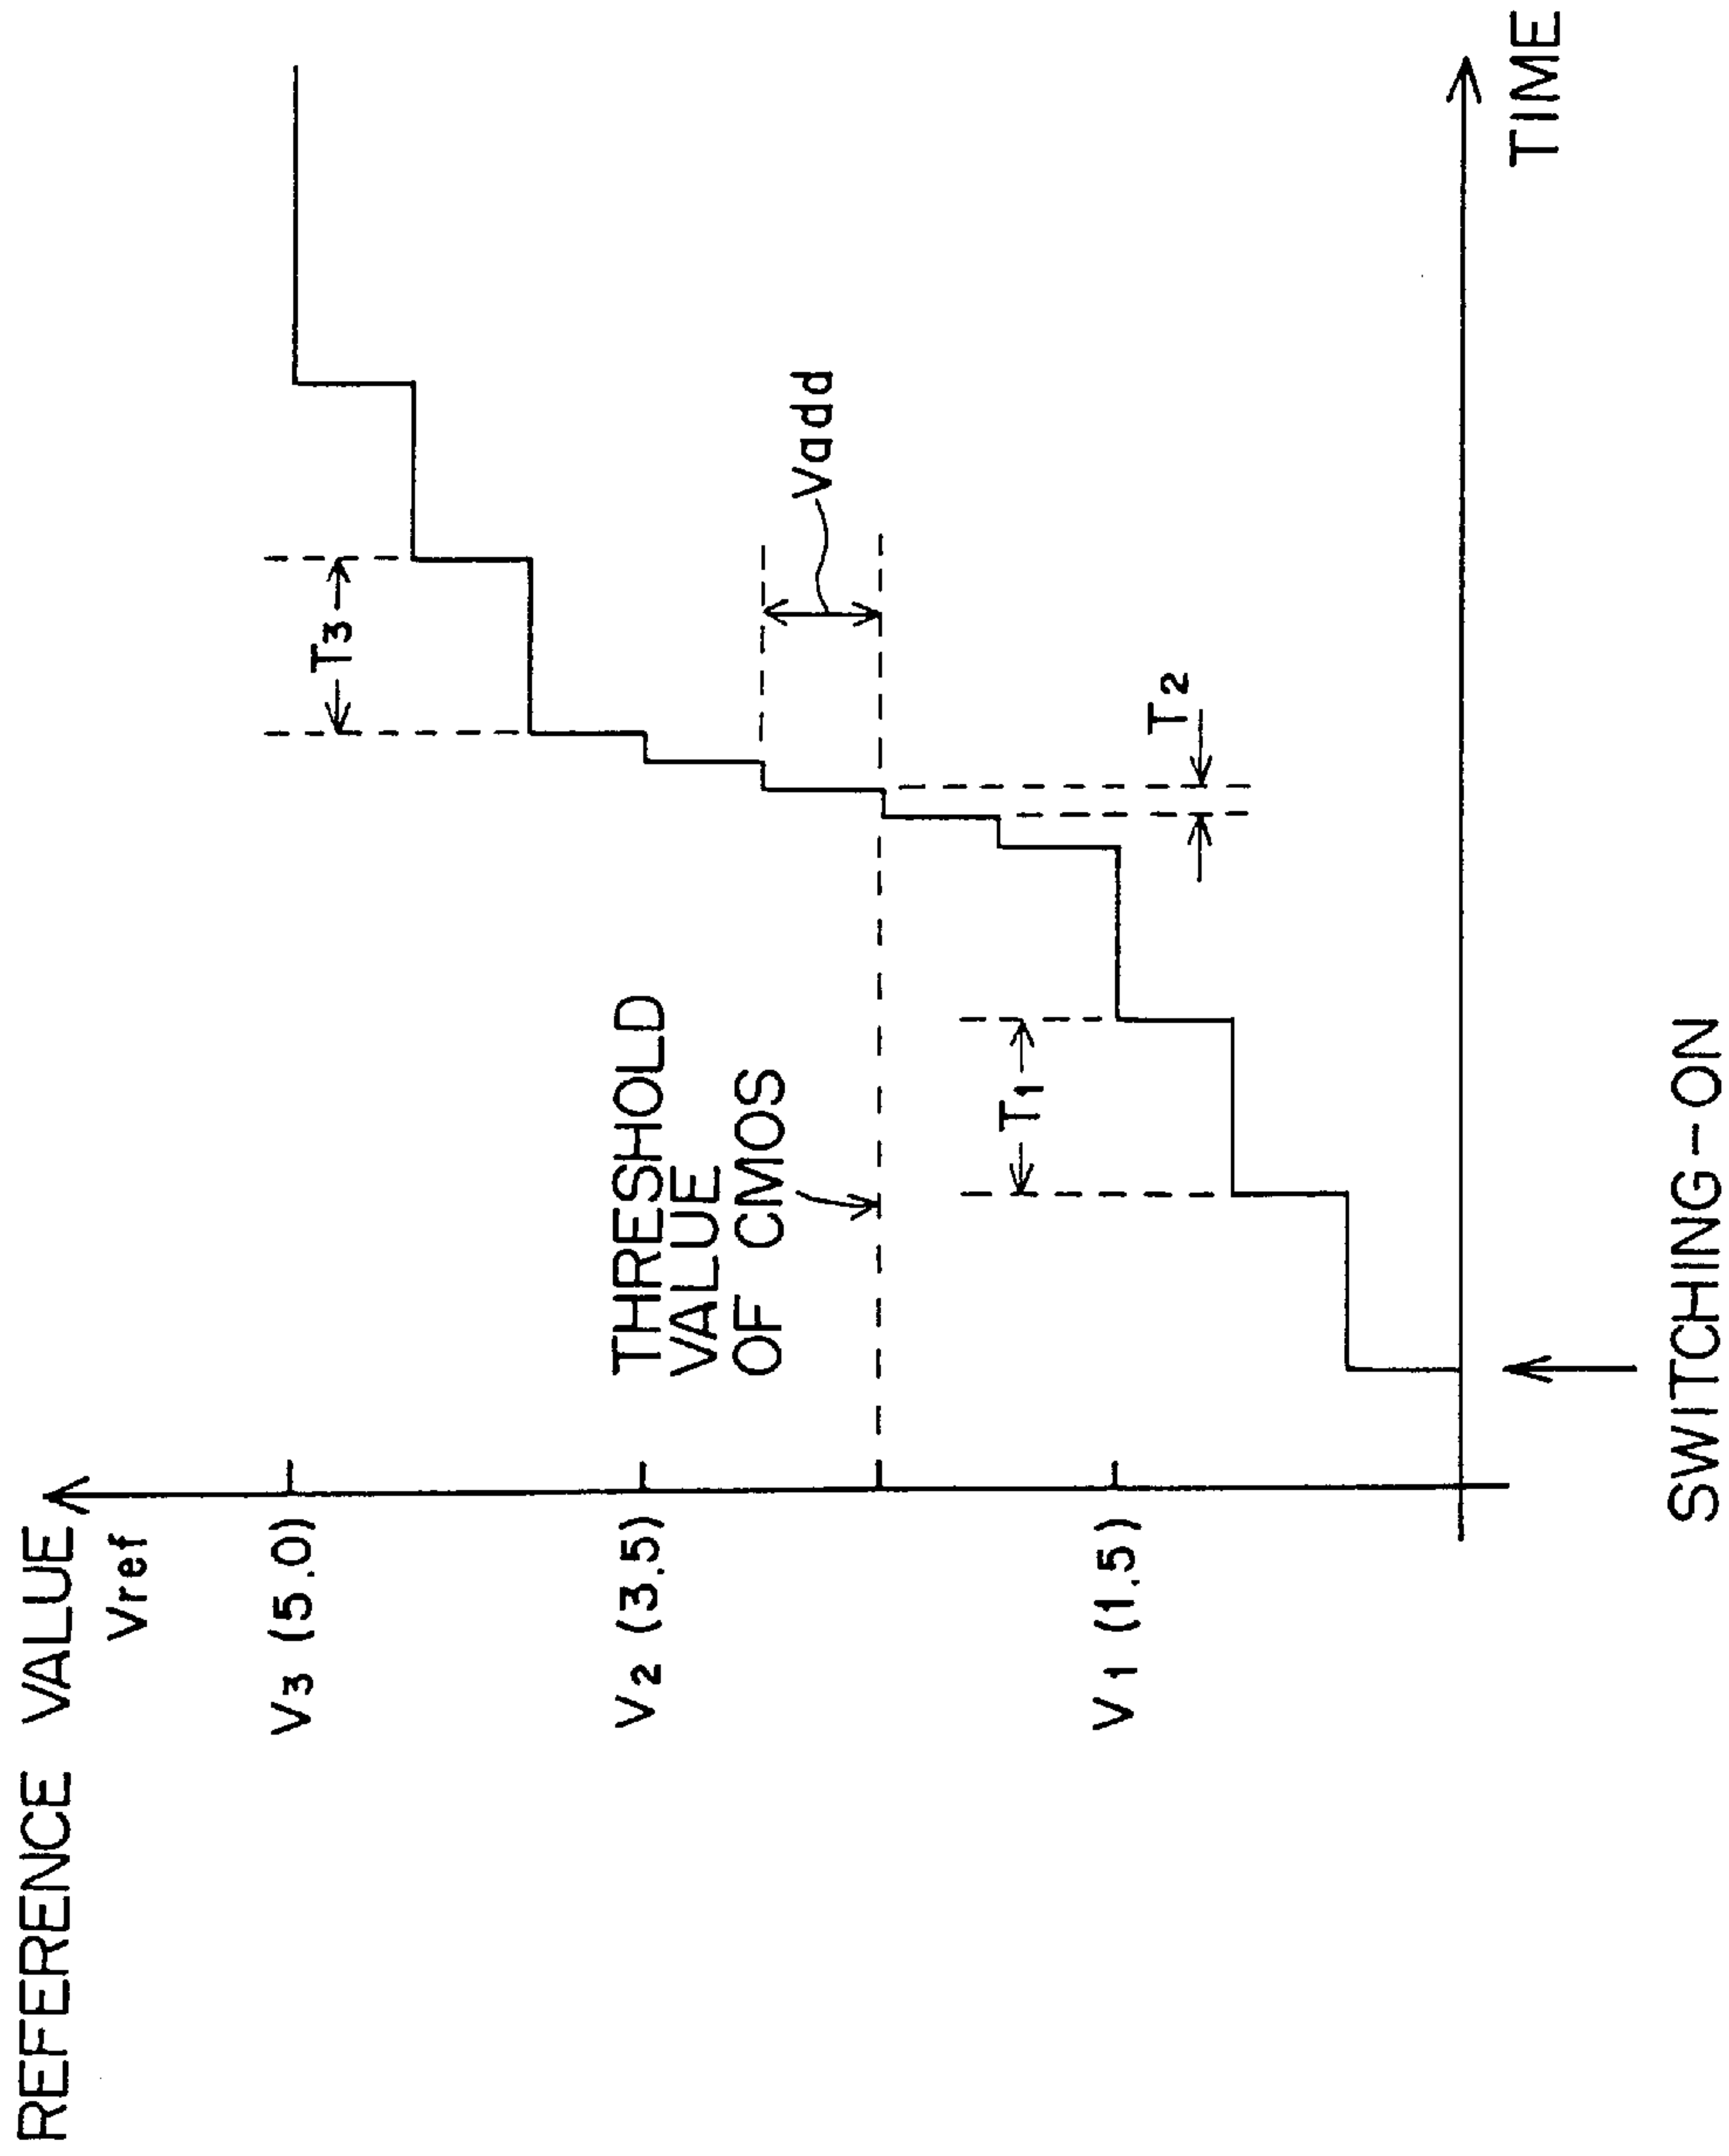 REFERENCE VALUE
Vref
V3 (5.0)
V2 (3.5)
V1 (1.5)
THRESHOLD
VALUE
OF CMOS
T3
Vadd
T2
T1
TIME
SWITCHING-ON